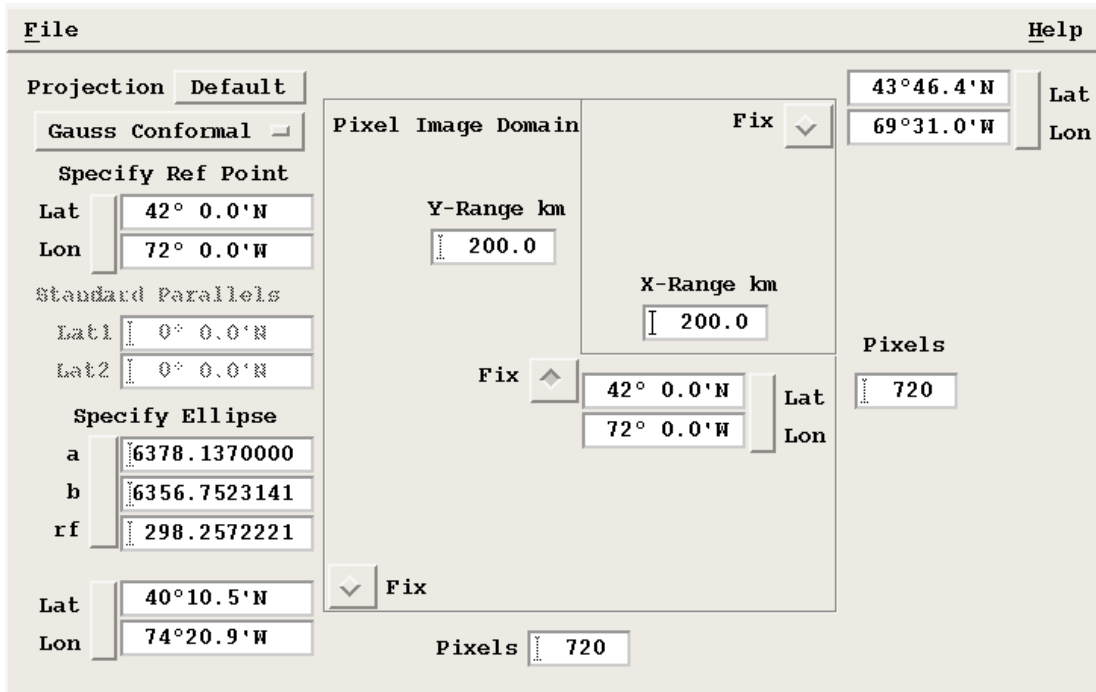 File
Help
Projection Default
Gauss Conformal
Specify Ref Point
Lat 42° 0.0'N
Lon 72° 0.0'W
Standard Parallels
Lat1 0° 0.0'N
Lat2 0° 0.0'N
Specify Ellipse
a 6378.1370000
b 6356.7523141
rf 298.2572221
Lat 40°10.5'N
Lon 74°20.9'W
Pixel Image Domain
Fix
43°46.4'N Lat
69°31.0'W Lon
Y-Range km
200.0
X-Range km
200.0
Fix
42° 0.0'N Lat
72° 0.0'W Lon
Pixels
720
Fix
Pixels 720